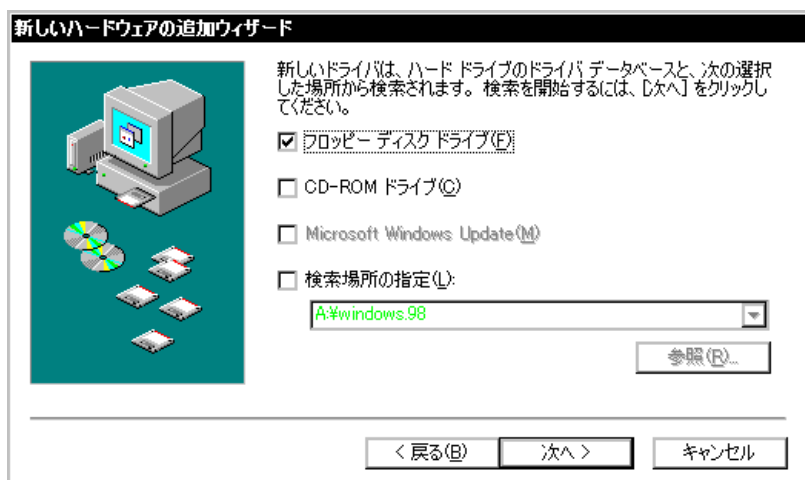 新しいハードウェアの追加ウィザード
新しいドライバは、ハード ドライブのドライバ データベースと、次の選択
した場所から検索されます。検索を開始するには、[次へ] をクリックし
てください。
フロッピー ディスク ドライブ(F)
CD-ROM ドライブ(C)
Microsoft Windows Update(M)
検索場所の指定(L):
A:¥windows.98
参照(R)...
< 戻る(B)
次へ >
キャンセル